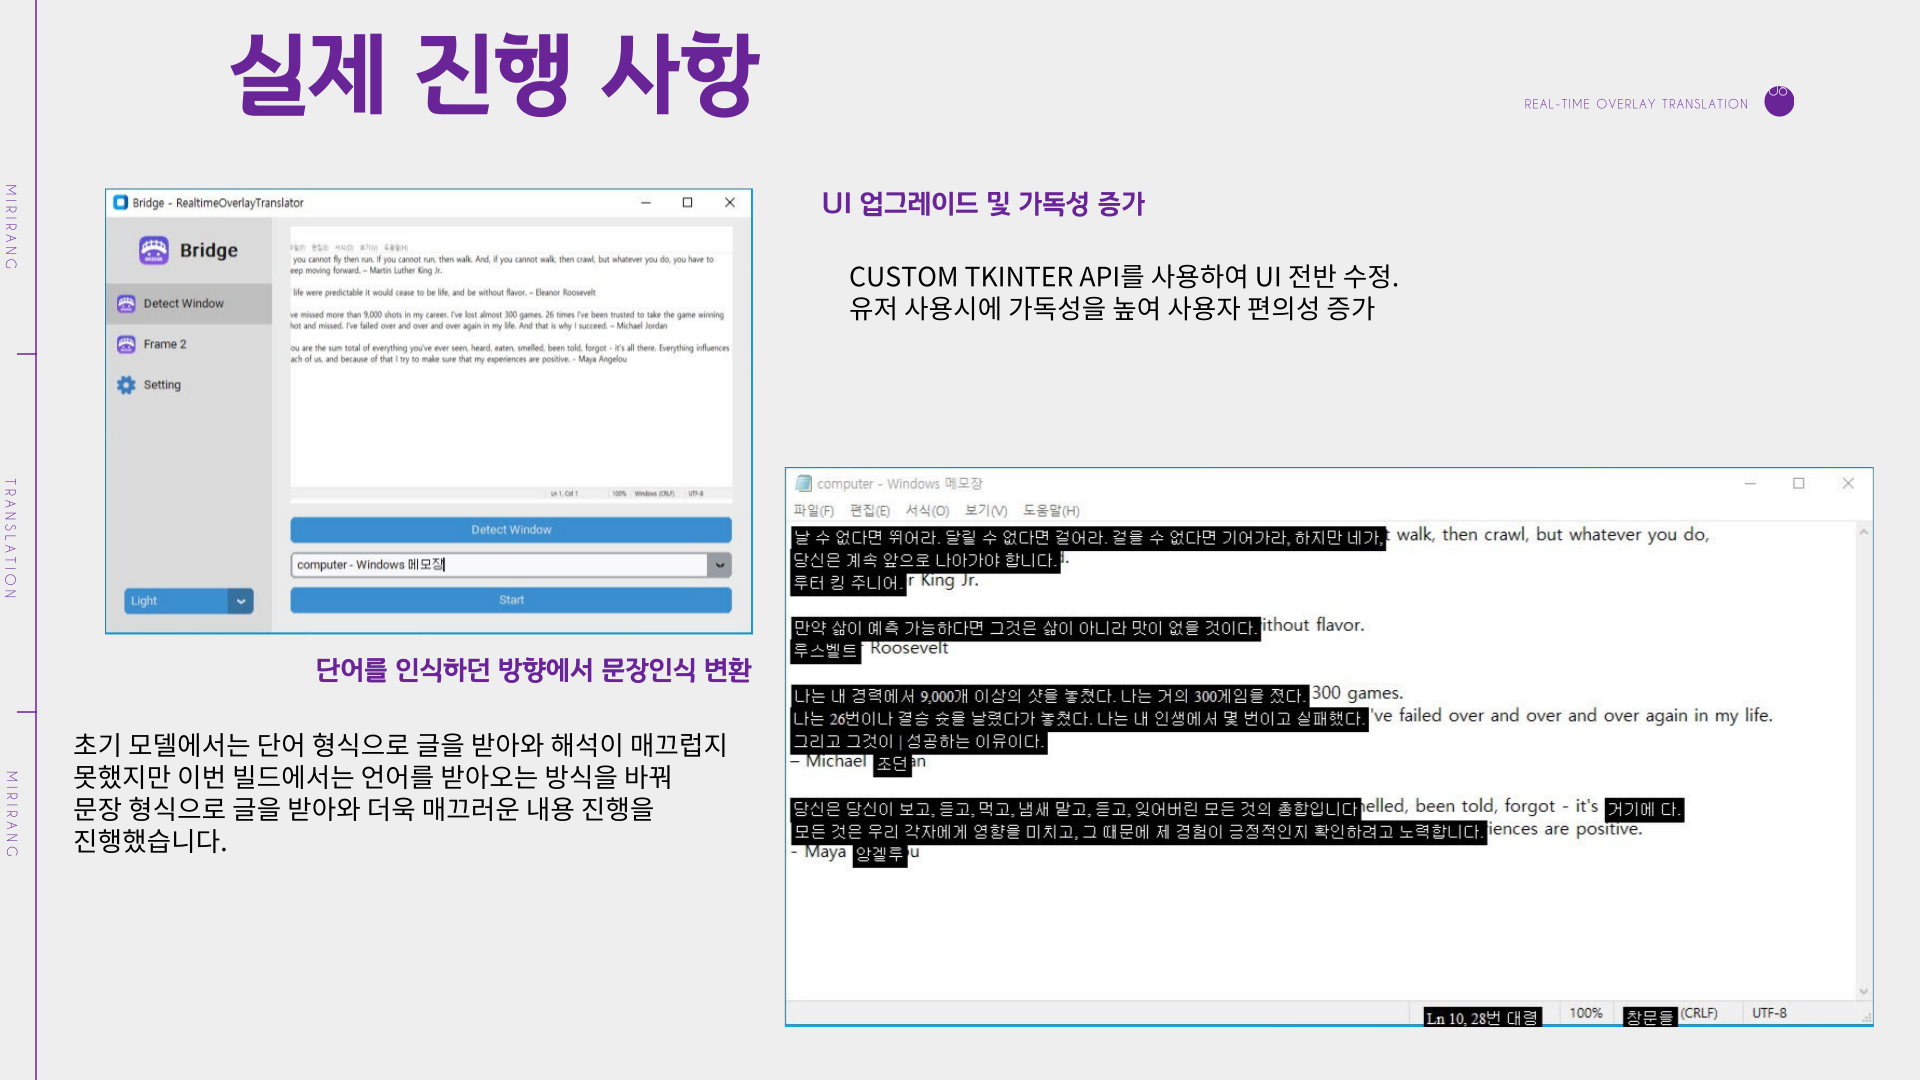 실제 진행 사항
REAL-TIME OVERLAY TRANSLATION
MIRIRANG
TRANSLATION
MIRIRANG
Bridge - RealtimeOverlayTranslator
Bridge
Detect Window
Frame 2
Setting
Light
편집(E) 서식(O) 보기(V) 도움말(H)
you cannot fly then run. If you cannot run, then walk. And, if you cannot walk, then crawl, but whatever you do, you have to
eep moving forward. – Martin Luther King Jr.
life were predictable it would cease to be life, and be without flavor. – Eleanor Roosevelt
ve missed more than 9,000 shots in my career. I've lost almost 300 games. 26 times I've been trusted to take the game winning
hot and missed. I've failed over and over and over again in my life. And that is why I succeed. – Michael Jordan
ou are the sum total of everything you've ever seen, heard, eaten, smelled, been told, forgot - it's all there. Everything influences
ach of us, and because of that I try to make sure that my experiences are positive. - Maya Angelou
Ln 1, Col 1 100% Windows (CRLF) UTF-8
Detect Window
computer - Windows 메모장
Start
UI 업그레이드 및 가독성 증가
CUSTOM TKINTER API를 사용하여 UI 전반 수정.
유저 사용시에 가독성을 높여 사용자 편의성 증가
단어를 인식하던 방향에서 문장인식 변환
초기 모델에서는 단어 형식으로 글을 받아와 해석이 매끄럽지
못했지만 이번 빌드에서는 언어를 받아오는 방식을 바꿔
문장 형식으로 글을 받아와 더욱 매끄러운 내용 진행을
진행했습니다.
computer - Windows 메모장
파일(F) 편집(E) 서식(O) 보기(V) 도움말(H)
날 수 없다면 뛰어라. 달릴 수 없다면 걸어라. 걸을 수 없다면 기어가라, 하지만 네가, t walk, then crawl, but whatever you do,
당신은 계속 앞으로 나아가야 합니다.
루터 킹 주니어. r King Jr.
만약 삶이 예측 가능하다면 그것은 삶이 아니라 맛이 없을 것이다. ithout flavor.
루스벨트 Roosevelt
나는 내 경력에서 9,000개 이상의 샷을 놓쳤다. 나는 거의 300게임을 졌다. 300 games.
나는 26번이나 결승 슛을 날렸다가 놓쳤다. 나는 내 인생에서 몇 번이고 실패했다. 've failed over and over and over again in my life.
그리고 그것이 | 성공하는 이유이다.
– Michael 조던 an
당신은 당신이 보고, 듣고, 먹고, 냄새 맡고, 듣고, 잊어버린 모든 것의 총합입니다 elled, been told, forgot - it's 거기에 다.
모든 것은 우리 각자에게 영향을 미치고, 그 때문에 제 경험이 긍정적인지 확인하려고 노력합니다. iences are positive.
- Maya 앙겔루 u
Ln 10, 28번 대령 100% 창문들 (CRLF) UTF-8